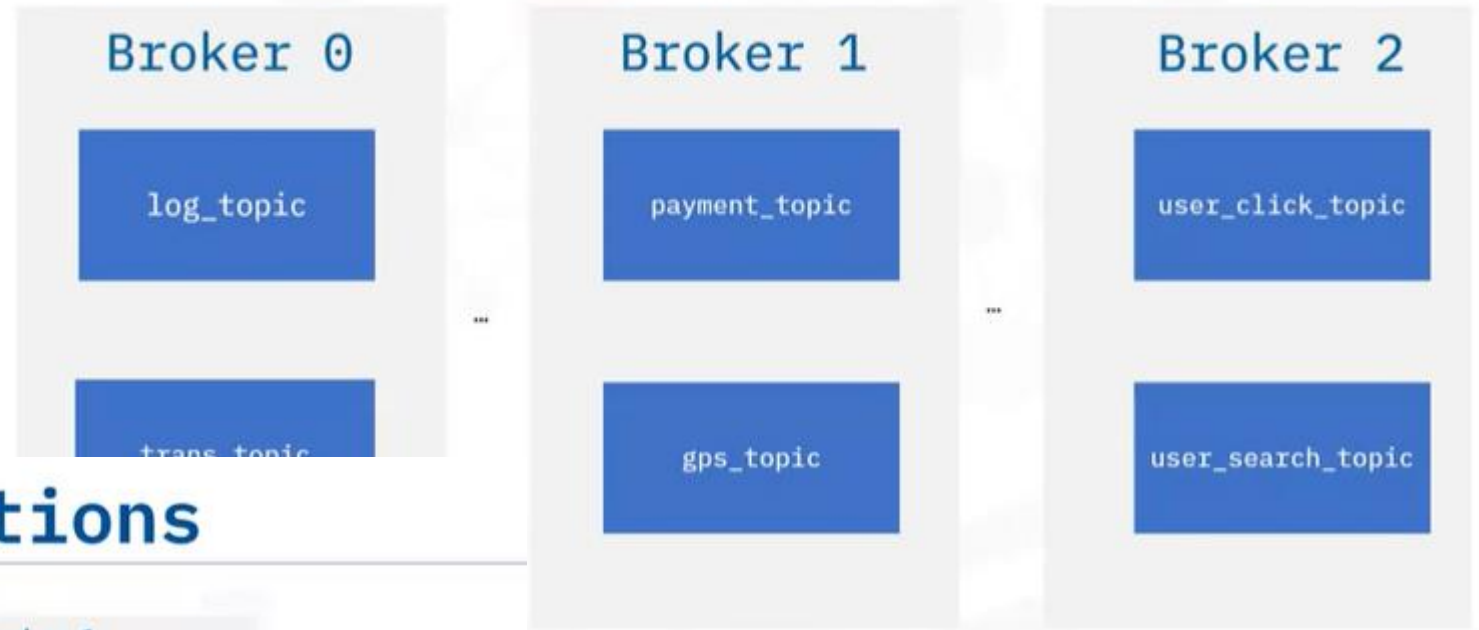 Broker 0
log_topic
trans_topic
Broker 1
payment_topic
gps_topic
Broker 2
user_click_topic
user_search_topic
…
…
tions